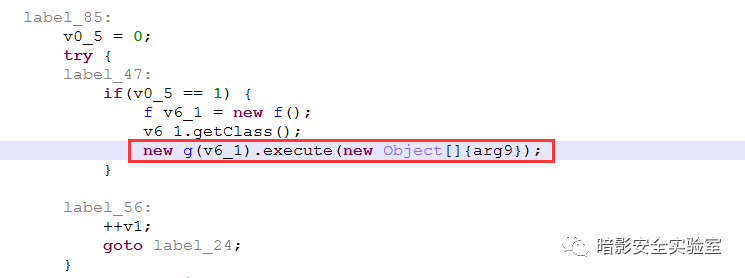 label_85:
v0_5 = 0;
try {
label_47:
if(v0_5 == 1) {
f v6_1 = new f();
v6_1.getClass();
new g(v6_1).execute(new Object[]{arg9});
}
label_56:
++v1;
goto label_24;
}
暗影安全实验室